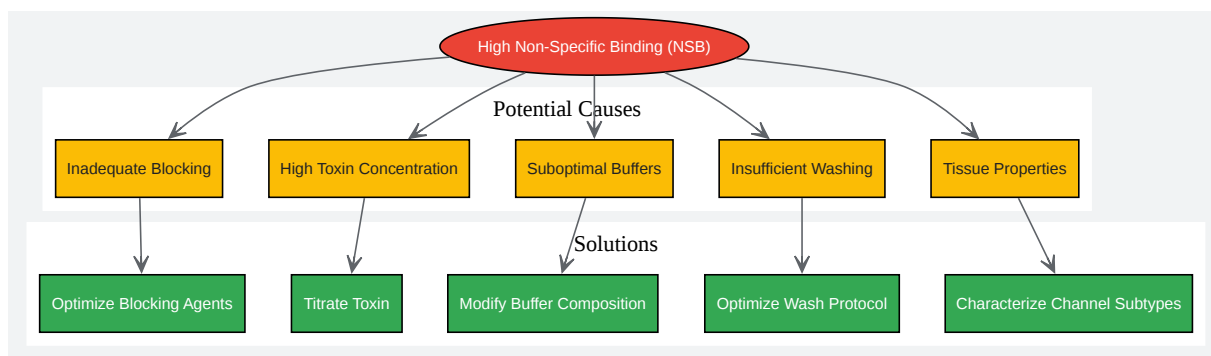 High Non-Specific Binding (NSB)
Potential Causes
Inadequate Blocking
High Toxin Concentration
Suboptimal Buffers
Insufficient Washing
Tissue Properties
Solutions
Optimize Blocking Agents
Titrate Toxin
Modify Buffer Composition
Optimize Wash Protocol
Characterize Channel Subtypes